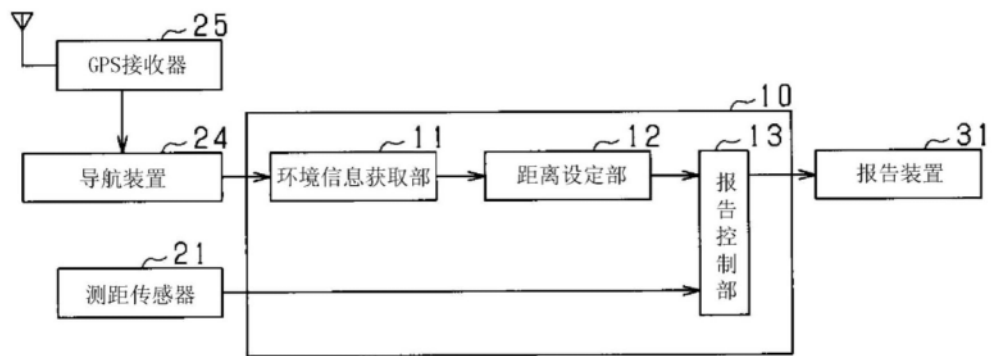 25
GPS接收器
10
24
导航装置
11
环境信息获取部
12
距离设定部
13
报告控制部
31
报告装置
21
测距传感器